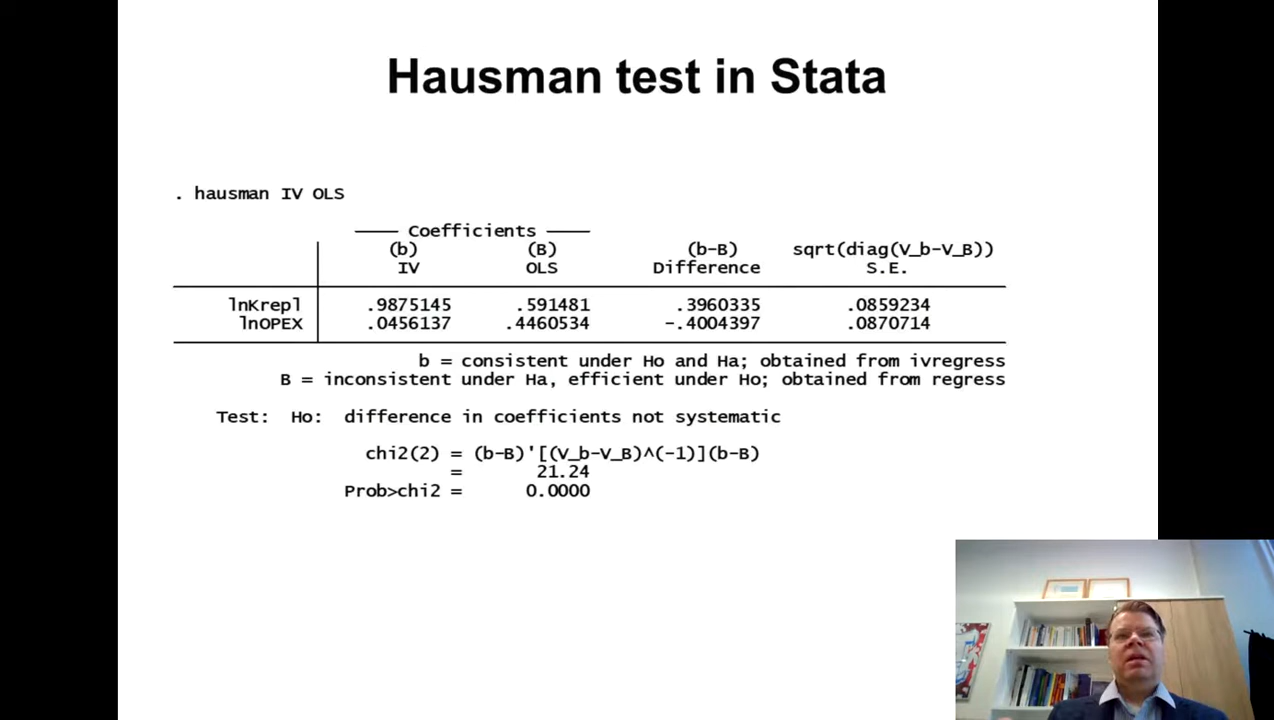 Hausman test in Stata
. hausman IV OLS
Coefficients
(b) (B) (b-B) sqrt(diag(V_b-V_B))
IV OLS Difference S.E.
lnKrepl .9875145 .591481 .3960335 .0859234
lnOPEX .0456137 .4460534 -.4004397 .0870714
b = consistent under Ho and Ha; obtained from ivregress
B = inconsistent under Ha, efficient under Ho; obtained from regress
Test: Ho: difference in coefficients not systematic
chi2(2) = (b-B)'[(V_b-V_B)^(-1)](b-B)
= 21.24
Prob>chi2 = 0.0000